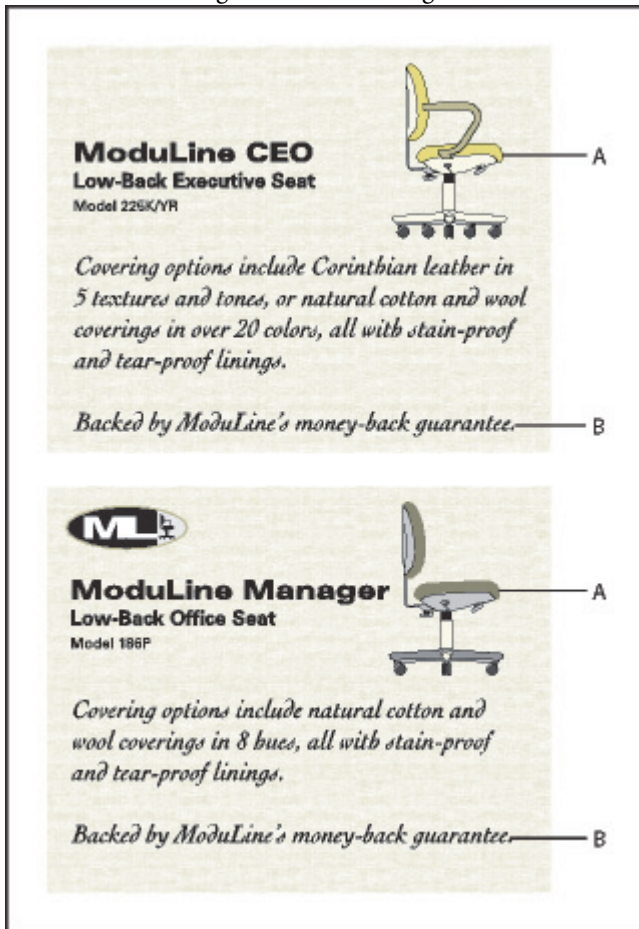 ModuLine CEO
Low-Back Executive Seat
Model 225K/YR
A
Covering options include Corinthian leather in
5 textures and tones, or natural cotton and wool
coverings in over 20 colors, all with stain-proof
and tear-proof linings.
Backed by ModuLine's money-back guarantee.
B
ML
ModuLine Manager
Low-Back Office Seat
Model 186P
A
Covering options include natural cotton and
wool coverings in 8 hues, all with stain-proof
and tear-proof linings.
Backed by ModuLine's money-back guarantee.
B